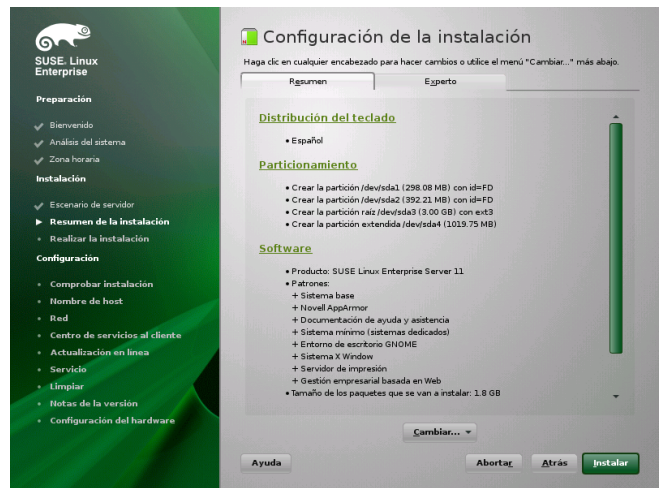 SUSE. Linux
Enterprise
Preparación
Bienvenido
Análisis del sistema
Zona horaria
Instalación
Escenario de servidor
Resumen de la instalación
Realizar la instalación
Configuración
Comprobar instalación
Nombre de host
Red
Centro de servicios al cliente
Actualización en línea
Servicio
Limpiar
Notas de la versión
Configuración del hardware
Configuración de la instalación
Haga clic en cualquier encabezado para hacer cambios o utilice el menú "Cambiar..." más abajo.
Resumen Experto
Distribución del teclado
• Español
Particionamiento
• Crear la partición /dev/sda1 (298.08 MB) con id=FD
• Crear la partición /dev/sda2 (392.21 MB) con id=FD
• Crear la partición raíz /dev/sda3 (3.00 GB) con ext3
• Crear la partición extendida /dev/sda4 (1019.75 MB)
Software
• Producto: SUSE Linux Enterprise Server 11
• Patrones:
+ Sistema base
+ Novell AppArmor
+ Documentación de ayuda y asistencia
+ Sistema mínimo (sistemas dedicados)
+ Entorno de escritorio GNOME
+ Sistema X Window
+ Servidor de impresión
+ Gestión empresarial basada en Web
• Tamaño de los paquetes que se van a instalar: 1.8 GB
Cambiar...
Ayuda Abortar Atrás Instalar